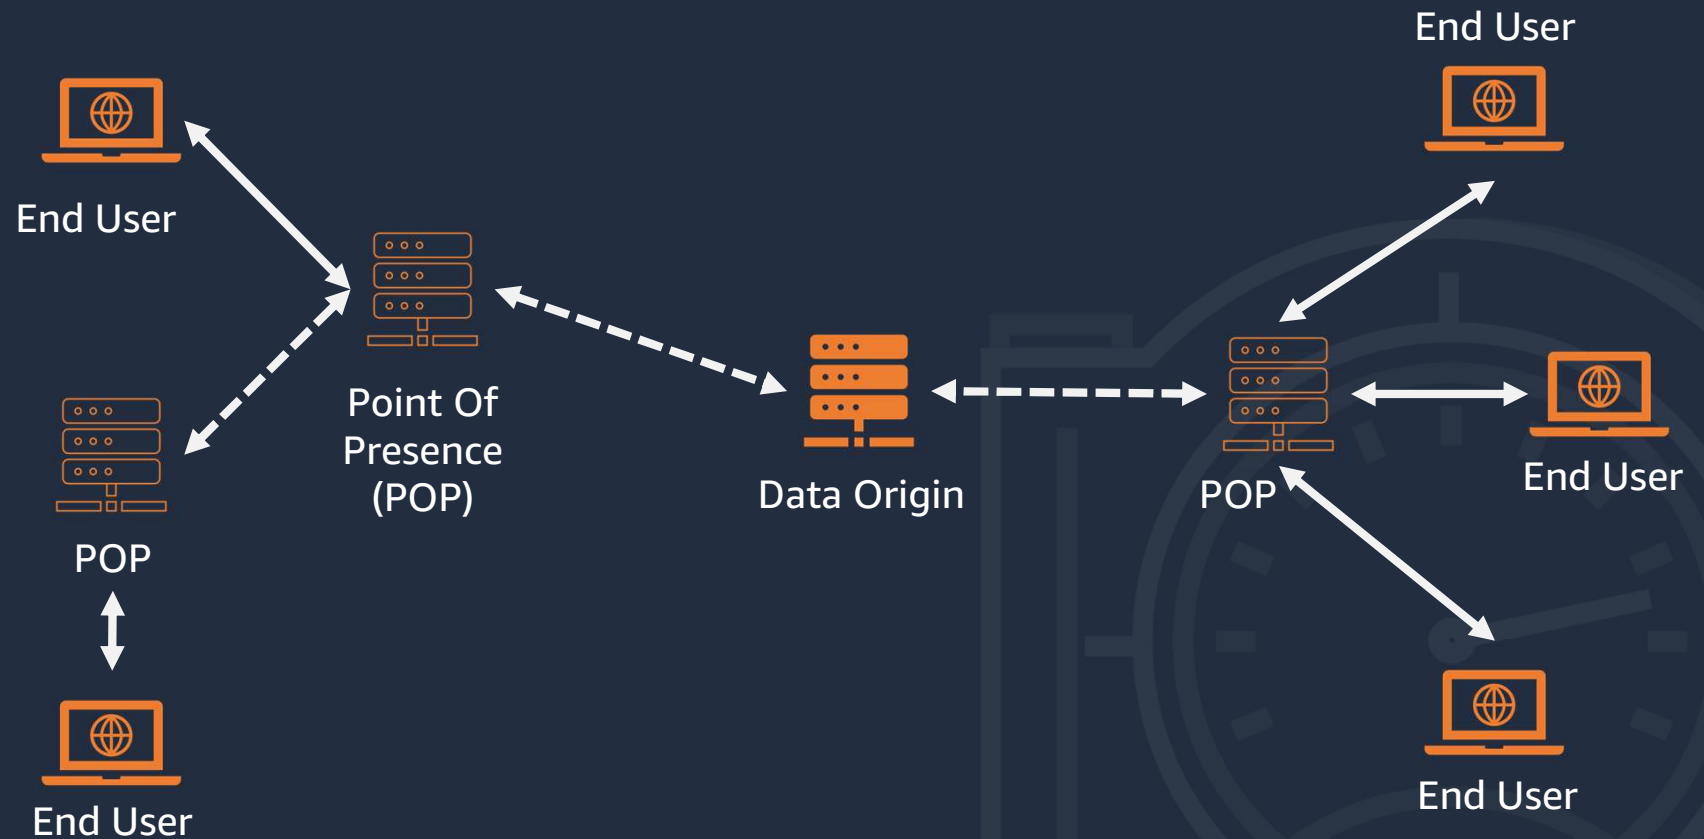 End User
End User
Point Of
Presence
(POP)
Data Origin
POP
End User
POP
End User
End User